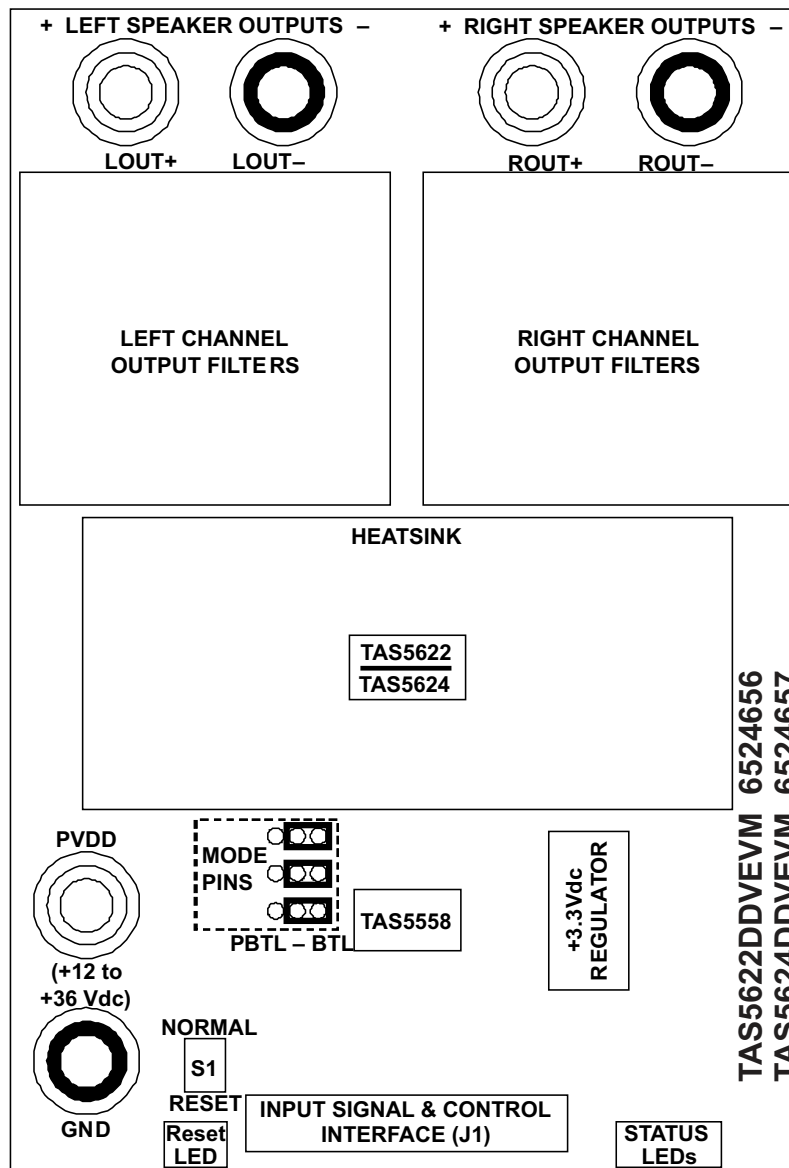 + LEFT SPEAKER OUTPUTS –
+ RIGHT SPEAKER OUTPUTS –
LOUT+
LOUT–
ROUT+
ROUT–
LEFT CHANNEL
OUTPUT FILTERS
RIGHT CHANNEL
OUTPUT FILTERS
HEATSINK
TAS5622
TAS5624
TAS5622DDVEVM 6524656
TAS5624DDVEVM 6524657
PVDD
(+12 to
+36 Vdc)
MODE
PINS
PBTL – BTL
TAS5558
+3.3Vdc
REGULATOR
NORMAL
S1
RESET
GND
Reset
LED
INPUT SIGNAL & CONTROL
INTERFACE (J1)
STATUS
LEDs